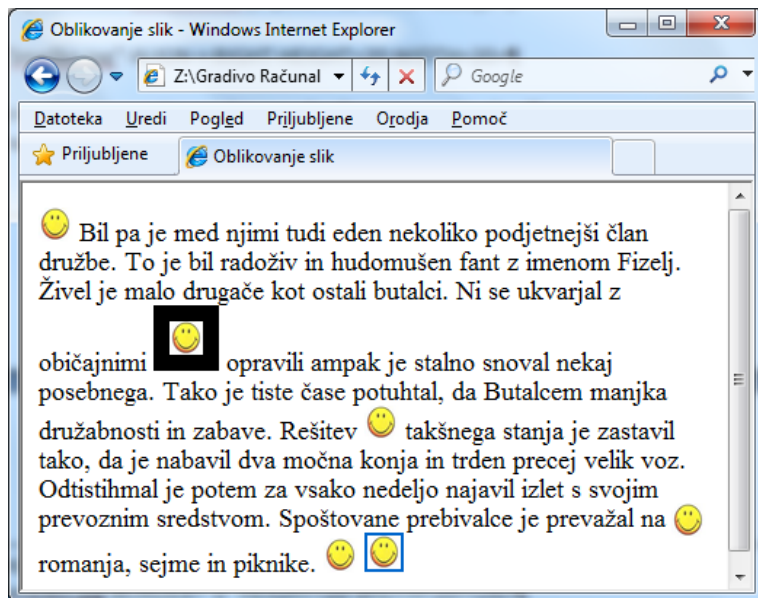 Oblikovanje slik - Windows Internet Explorer
Z:\Gradivo Računal
Google
Datoteka Uredi Pogled Priljubljene Orodja Pomoč
Priljubljene Oblikovanje slik
Bil pa je med njimi tudi eden nekoliko podjetnejši član
družbe. To je bil radoživ in hudomušen fant z imenom Fizelj.
Živel je malo drugače kot ostali butalci. Ni se ukvarjal z
običajnimi opravili ampak je stalno snoval nekaj
posebnega. Tako je tiste čase potuhtal, da Butalcem manjka
družabnosti in zabave. Rešitev takšnega stanja je zastavil
tako, da je nabavil dva močna konja in trden precej velik voz.
Odtistihmal je potem za vsako nedeljo najavil izlet s svojim
prevoznim sredstvom. Spoštovane prebivalce je prevažal na
romanja, sejme in piknike.